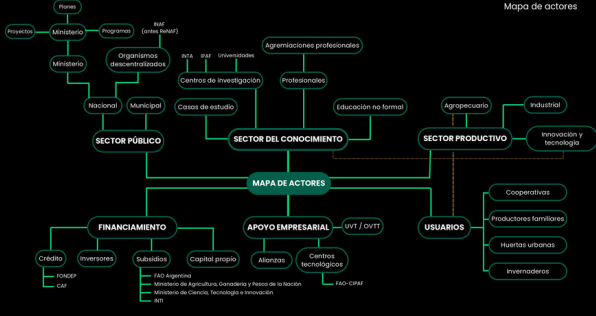 Mapa de actores
Planes
Proyectos
Ministerio
Programas
INAF
(antes ReNAF)
Ministerio
Organismos
descentralizados
Nacional
Municipal
SECTOR PÚBLICO
INTA
IPAF
Universidades
Centros de investigación
Casas de estudio
Agremiaciones profesionales
Profesionales
Educación no formal
SECTOR DEL CONOCIMIENTO
Agropecuario
Industrial
SECTOR PRODUCTIVO
Innovación y
tecnología
MAPA DE ACTORES
FINANCIAMIENTO
Crédito
Inversores
Subsidios
Capital propio
FONDEP
CAF
FAO Argentina
Ministerio de Agricultura, Ganadería y Pesca de la Nación
Ministerio de Ciencia, Tecnología e Innovación
INTI
APOYO EMPRESARIAL
UVT / OVTT
Alianzas
Centros
tecnológicos
FAO-CIPAF
USUARIOS
Cooperativas
Productores familiares
Huertas urbanas
Invernaderos